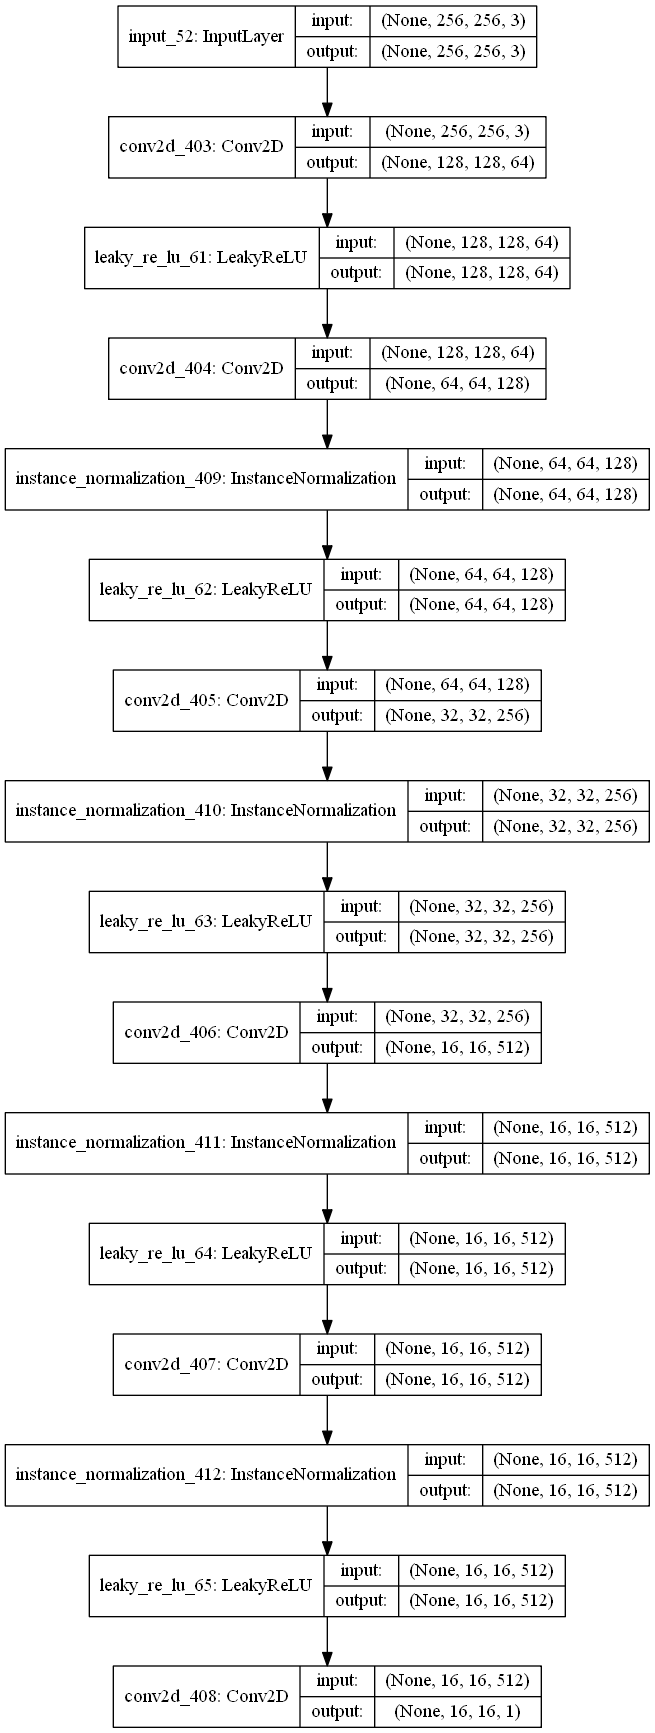 input_52: InputLayer
input: (None, 256, 256, 3)
output: (None, 256, 256, 3)
conv2d_403: Conv2D
input: (None, 256, 256, 3)
output: (None, 128, 128, 64)
leaky_re_lu_61: LeakyReLU
input: (None, 128, 128, 64)
output: (None, 128, 128, 64)
conv2d_404: Conv2D
input: (None, 128, 128, 64)
output: (None, 64, 64, 128)
instance_normalization_409: InstanceNormalization
input: (None, 64, 64, 128)
output: (None, 64, 64, 128)
leaky_re_lu_62: LeakyReLU
input: (None, 64, 64, 128)
output: (None, 64, 64, 128)
conv2d_405: Conv2D
input: (None, 64, 64, 128)
output: (None, 32, 32, 256)
instance_normalization_410: InstanceNormalization
input: (None, 32, 32, 256)
output: (None, 32, 32, 256)
leaky_re_lu_63: LeakyReLU
input: (None, 32, 32, 256)
output: (None, 32, 32, 256)
conv2d_406: Conv2D
input: (None, 32, 32, 256)
output: (None, 16, 16, 512)
instance_normalization_411: InstanceNormalization
input: (None, 16, 16, 512)
output: (None, 16, 16, 512)
leaky_re_lu_64: LeakyReLU
input: (None, 16, 16, 512)
output: (None, 16, 16, 512)
conv2d_407: Conv2D
input: (None, 16, 16, 512)
output: (None, 16, 16, 512)
instance_normalization_412: InstanceNormalization
input: (None, 16, 16, 512)
output: (None, 16, 16, 512)
leaky_re_lu_65: LeakyReLU
input: (None, 16, 16, 512)
output: (None, 16, 16, 512)
conv2d_408: Conv2D
input: (None, 16, 16, 512)
output: (None, 16, 16, 1)